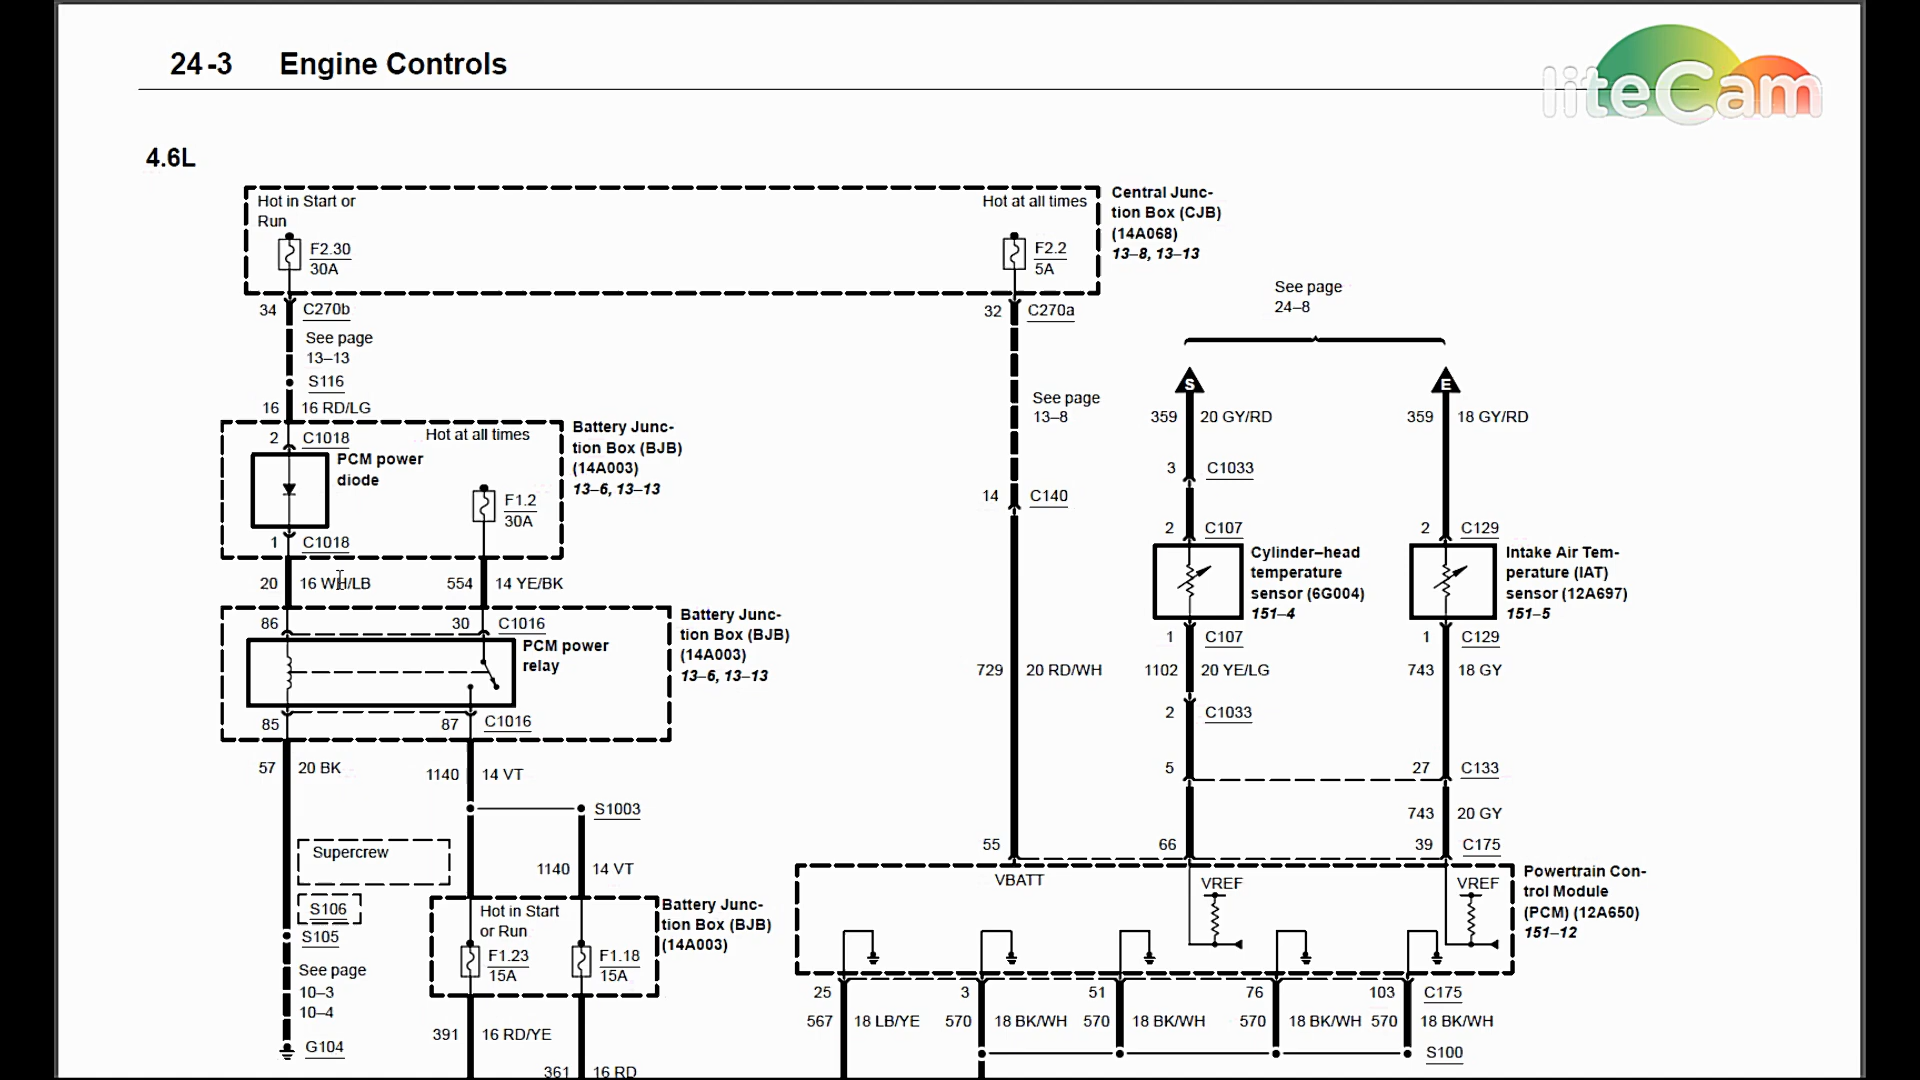 24-3 Engine Controls
liteCam
4.6L
Hot in Start or
Run
F2.30
30A
Hot at all times
F2.2
5A
Central Junc-
tion Box (CJB)
(14A068)
13–8, 13–13
34 C270b
See page
13–13
S116
16 16 RD/LG
32 C270a
See page
13–8
14 C140
729 20 RD/WH
See page
24–8
S
E
359 20 GY/RD
359 18 GY/RD
3 C1033
2 C107
2 C129
Cylinder–head
temperature
sensor (6G004)
151–4
Intake Air Tem-
perature (IAT)
sensor (12A697)
151–5
1 C107
1 C129
1102 20 YE/LG
743 18 GY
2 C1033
5
27 C133
743 20 GY
2 C1018
Hot at all times
PCM power
diode
F1.2
30A
1 C1018
Battery Junc-
tion Box (BJB)
(14A003)
13–6, 13–13
20 16 WH/LB
554 14 YE/BK
86 30 C1016
PCM power
relay
85 87 C1016
Battery Junc-
tion Box (BJB)
(14A003)
13–6, 13–13
57 20 BK
1140 14 VT
S1003
Supercrew
S106
S105
See page
10–3
10–4
G104
1140 14 VT
Hot in Start
or Run
F1.23
15A
F1.18
15A
Battery Junc-
tion Box (BJB)
(14A003)
391 16 RD/YE
361 16 RD
55 66 39 C175
VBATT
VREF
VREF
Powertrain Con-
trol Module
(PCM) (12A650)
151–12
25 3 51 76 103 C175
567 18 LB/YE 570 18 BK/WH 570 18 BK/WH 570 18 BK/WH 570 18 BK/WH
S100